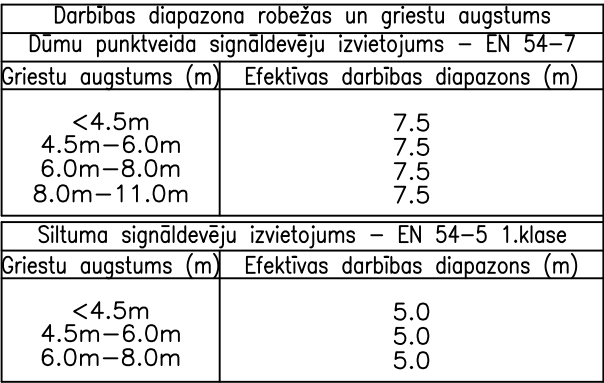 Darbības diapazona robežas un griestu augstums
Dūmu punktveida signāldevēju izvietojums – EN 54–7
Griestu augstums (m) Efektīvas darbības diapazons (m)
<4.5m 7.5
4.5m–6.0m 7.5
6.0m–8.0m 7.5
8.0m–11.0m 7.5
Siltuma signāldevēju izvietojums – EN 54–5 1.klase
Griestu augstums (m) Efektīvas darbības diapazons (m)
<4.5m 5.0
4.5m–6.0m 5.0
6.0m–8.0m 5.0